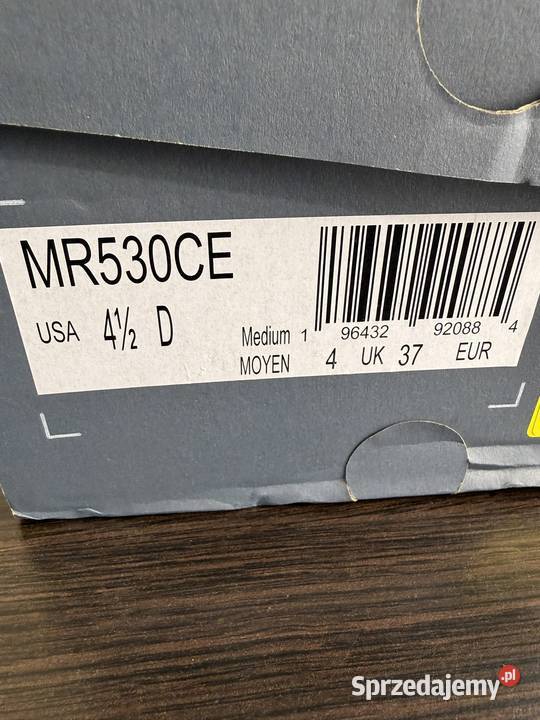 MR530CE
USA 4½ D
Medium
MOYEN
1 96432 92088 4
4 UK 37 EUR
Sprzedajemy.pl